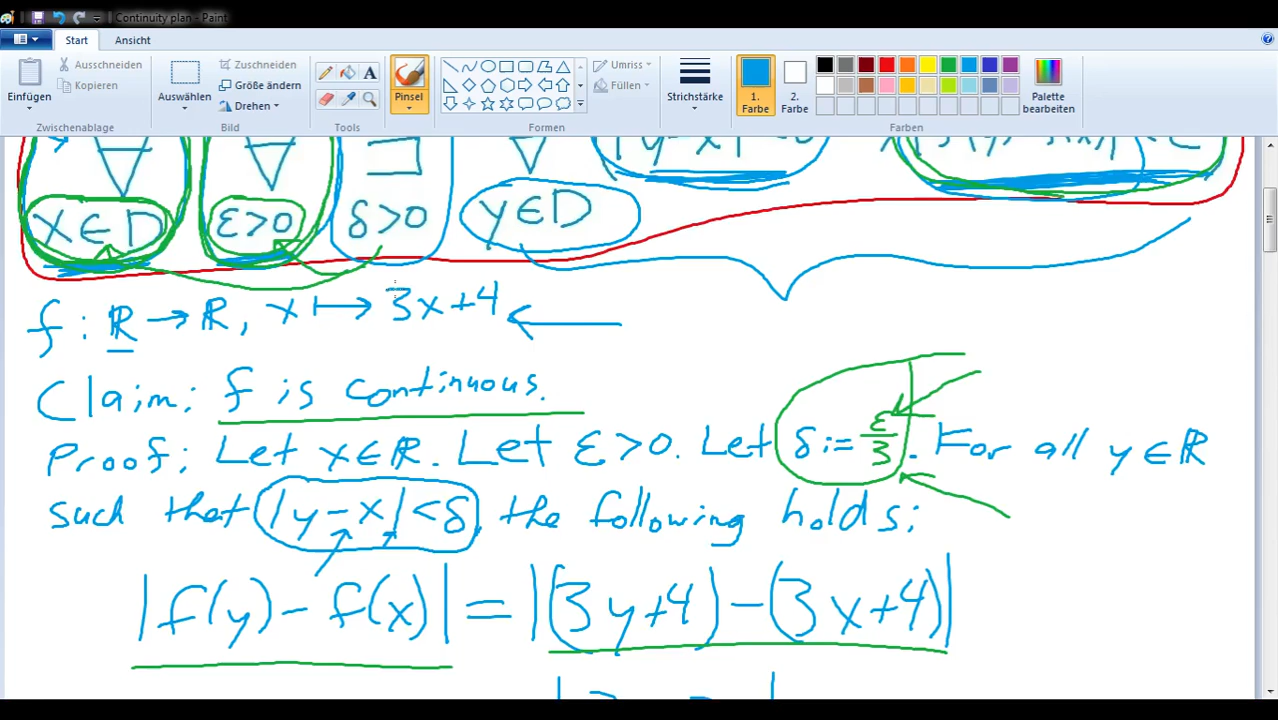 Continuity plan - Paint
Start Ansicht
Einfügen
Ausschneiden
Kopieren
Zwischenablage
Auswählen
Zuschneiden
Größe ändern
Drehen
Bild
A
Tools
Pinsel
Formen
Umriss
Füllen
Strichstärke
1. Farbe
2. Farbe
Palette bearbeiten
Farben
x∈D ε>0 δ>0 y∈D
f: ℝ → ℝ, x ↦ 3x+4
Claim: f is continuous.
Proof: Let x∈ℝ. Let ε>0. Let δ:= ε/3. For all y∈ℝ
such that |y-x|<δ the following holds:
|f(y)-f(x)| = |(3y+4)-(3x+4)|